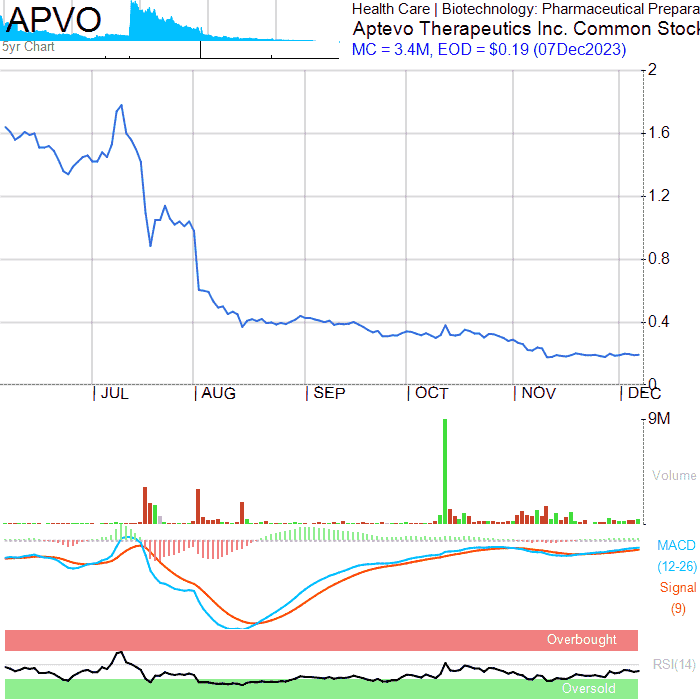 APVO
5yr Chart
Health Care | Biotechnology: Pharmaceutical Prepara
Aptevo Therapeutics Inc. Common Stock
MC = 3.4M, EOD = $0.19 (07Dec2023)
2
1.6
1.2
0.8
0.4
0
JUL
AUG
SEP
OCT
NOV
DEC
9M
Volume
MACD
(12-26)
Signal
(9)
Overbought
RSI(14)
Oversold